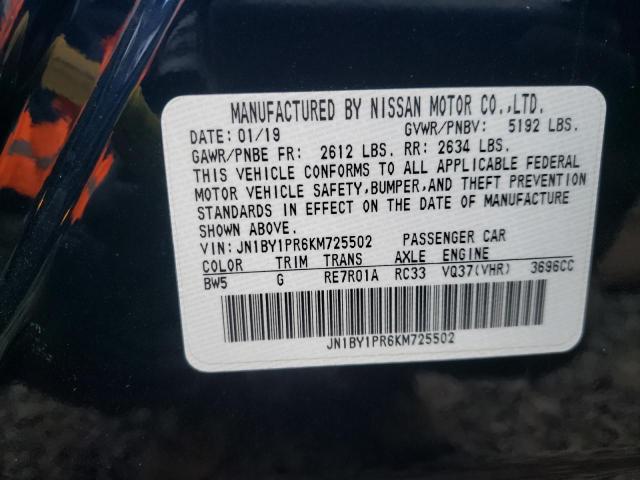 MANUFACTURED BY NISSAN MOTOR CO.,LTD.
DATE: 01/19 GVWR/PNBV: 5192 LBS.
GAWR/PNBE FR: 2612 LBS. RR: 2634 LBS.
THIS VEHICLE CONFORMS TO ALL APPLICABLE FEDERAL
MOTOR VEHICLE SAFETY,BUMPER,AND THEFT PREVENTION
STANDARDS IN EFFECT ON THE DATE OF MANUFACTURE
SHOWN ABOVE.
VIN: JN1BY1PR6KM725502 PASSENGER CAR
COLOR TRIM TRANS AXLE ENGINE
BW5 G RE7R01A RC33 VQ37(VHR) 3696CC
JN1BY1PR6KM725502